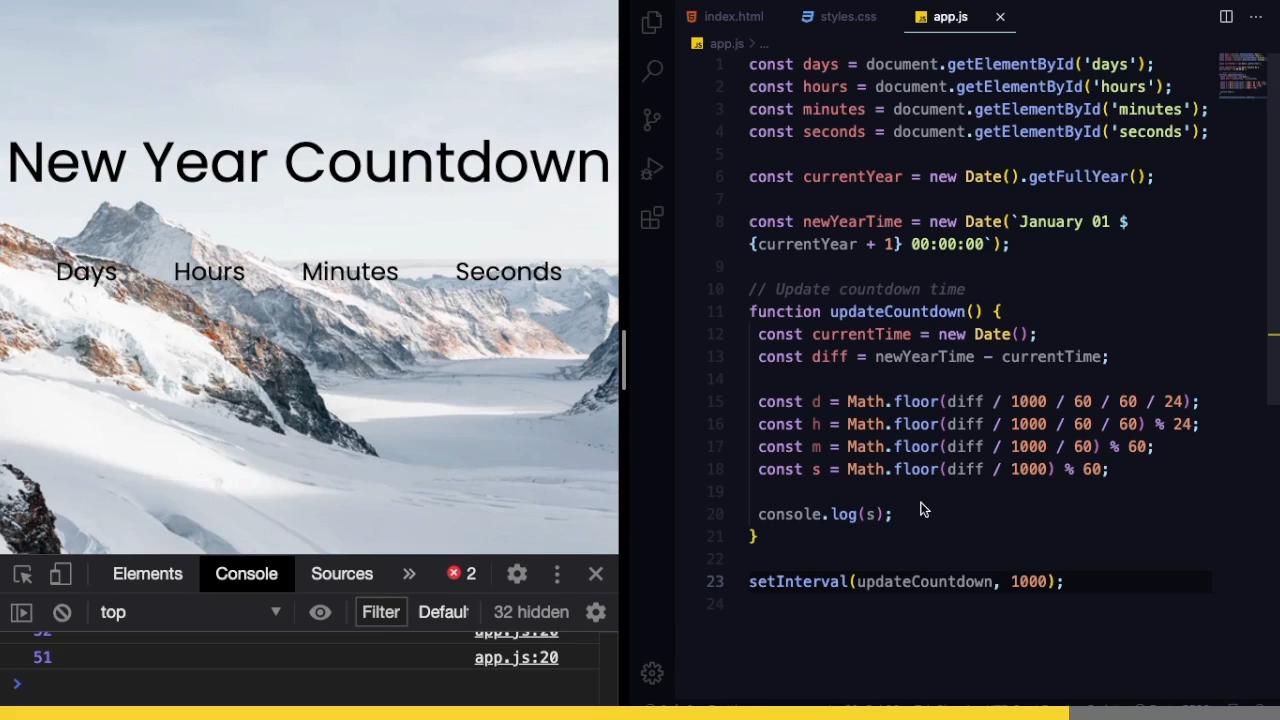 New Year Countdown
Days Hours Minutes Seconds
Elements Console Sources » 2
top Filter Default 32 hidden
52 app.js:20
51 app.js:20
>
index.html styles.css JS app.js ×
JS app.js > ...
1 const days = document.getElementById('days');
2 const hours = document.getElementById('hours');
3 const minutes = document.getElementById('minutes');
4 const seconds = document.getElementById('seconds');
5
6 const currentYear = new Date().getFullYear();
7
8 const newYearTime = new Date(`January 01 $
{currentYear + 1} 00:00:00`);
9
10 // Update countdown time
11 function updateCountdown() {
12 const currentTime = new Date();
13 const diff = newYearTime - currentTime;
14
15 const d = Math.floor(diff / 1000 / 60 / 60 / 24);
16 const h = Math.floor(diff / 1000 / 60 / 60) % 24;
17 const m = Math.floor(diff / 1000 / 60) % 60;
18 const s = Math.floor(diff / 1000) % 60;
19
20 console.log(s);
21 }
22
23 setInterval(updateCountdown, 1000);
24